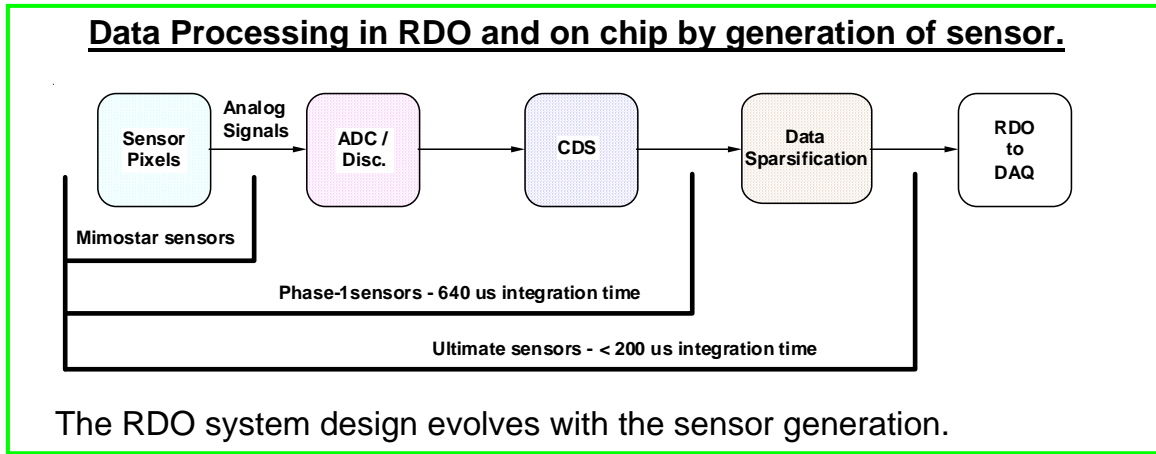 Data Processing in RDO and on chip by generation of sensor.
Analog
Signals
Sensor
Pixels
ADC /
Disc.
CDS
Data
Sparsification
RDO
to
DAQ
Mimostar sensors
Phase-1sensors - 640 us integration time
Ultimate sensors - < 200 us integration time
The RDO system design evolves with the sensor generation.